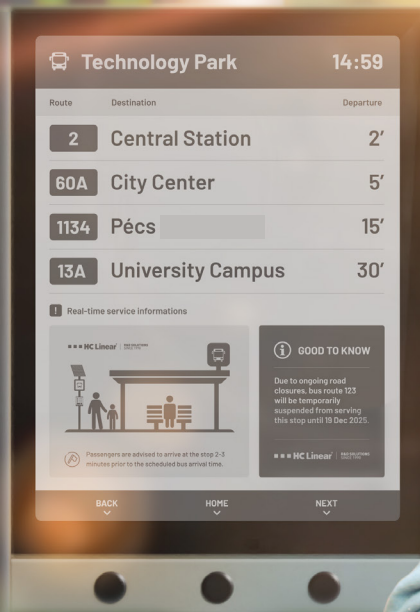 Technology Park 14:59
Route Destination Departure
2 Central Station 2'
60A City Center 5'
1134 Pécs 15'
13A University Campus 30'
! Real-time service informations
HC Linear
GOOD TO KNOW
Due to ongoing road
closures, bus route 123
will be temporarily
suspended from serving
this stop until 19 Dec 2025.
HC Linear
Passengers are advised to arrive at the stop 2-3
minutes prior to the scheduled bus arrival time.
BACK HOME NEXT